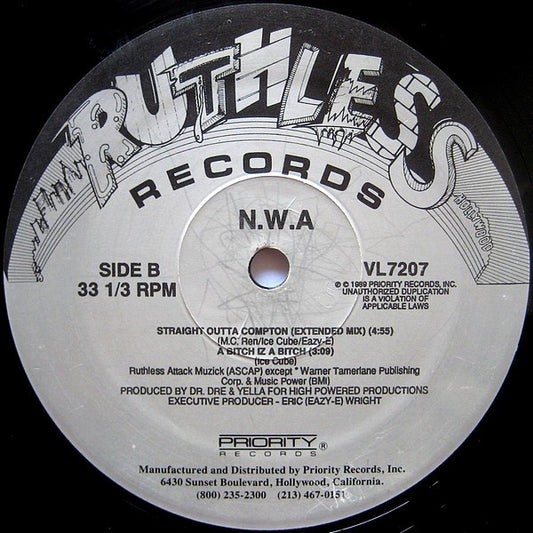 RUTHLESS
RECORDS
N.W.A
SIDE B
33 1/3 RPM
VL7207
℗ © 1989 PRIORITY RECORDS, INC.
UNAUTHORIZED DUPLICATION
IS A VIOLATION OF
APPLICABLE LAWS
STRAIGHT OUTTA COMPTON (EXTENDED MIX) (4:55)
(M.C. Ren/Ice Cube/Eazy-E)
A BITCH IZ A BITCH (3:09)
(Ice Cube)
Ruthless Attack Muzick (ASCAP) except * Warner Tamerlane Publishing
Corp. & Music Power (BMI)
PRODUCED BY DR. DRE & YELLA FOR HIGH POWERED PRODUCTIONS
EXECUTIVE PRODUCER - ERIC (EAZY-E) WRIGHT
PRIORITY
RECORDS ®
Manufactured and Distributed by Priority Records, Inc.
6430 Sunset Boulevard, Hollywood, California.
(800) 235-2300 (213) 467-0151